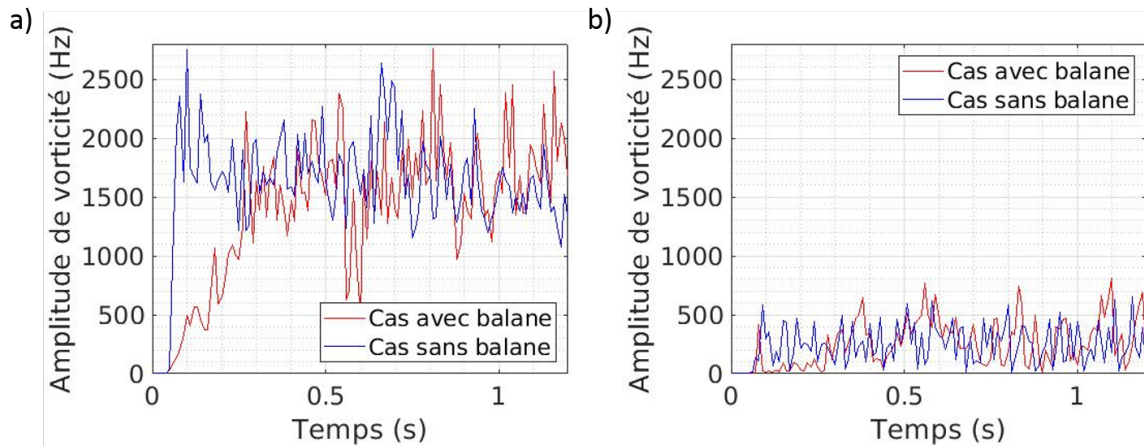 a)
Amplitude de vorticité (Hz)
2500
2000
1500
1000
500
0
Cas avec balane
Cas sans balane
0
0.5
1
Temps (s)
b)
Amplitude de vorticité (Hz)
2500
2000
1500
1000
500
0
Cas avec balane
Cas sans balane
0
0.5
1
Temps (s)